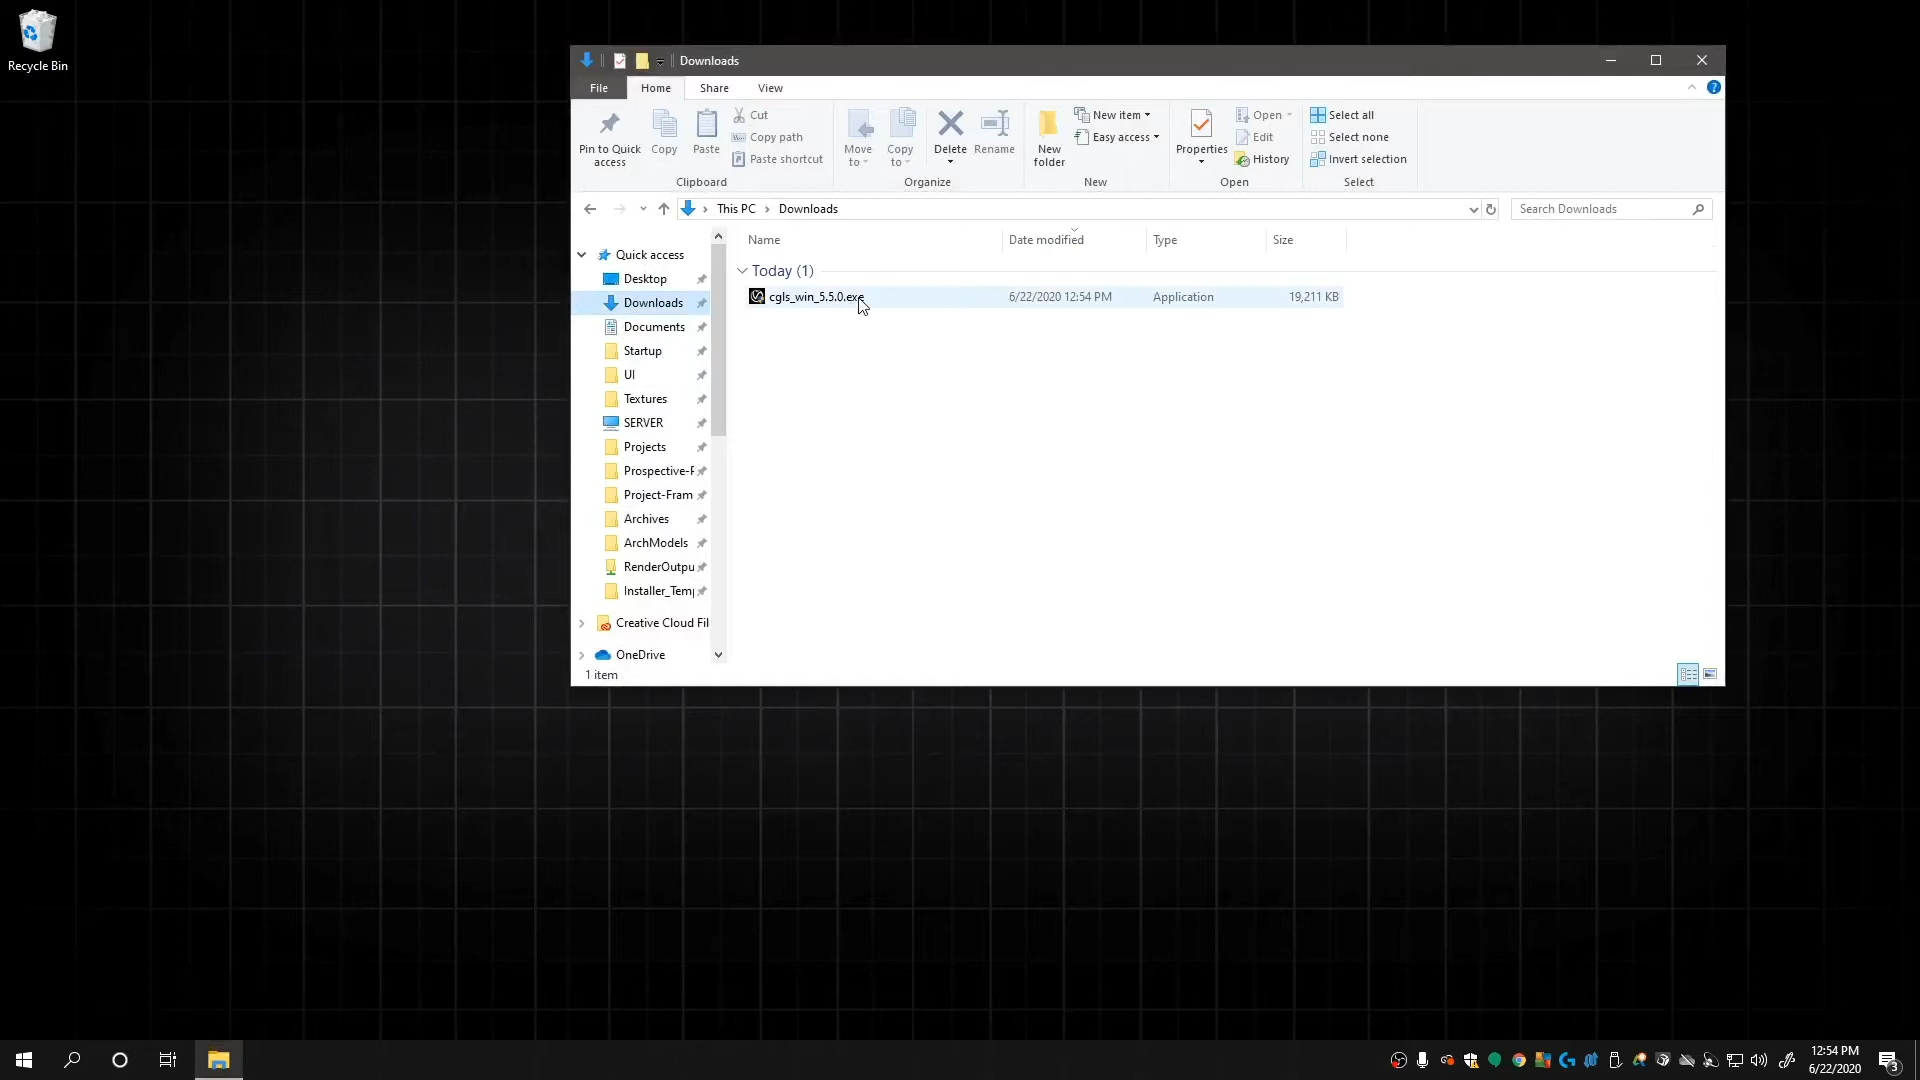 Recycle Bin
Downloads
File Home Share View
Pin to Quick access
Copy
Paste
Cut
Copy path
Paste shortcut
Clipboard
Move to
Copy to
Delete
Rename
Organize
New folder
New item
Easy access
New
Properties
Open
Edit
History
Open
Select all
Select none
Invert selection
Select
This PC Downloads
Search Downloads
Name Date modified Type Size
Today (1)
cgls_win_5.5.0.exe 6/22/2020 12:54 PM Application 19,211 KB
Quick access
Desktop
Downloads
Documents
Startup
UI
Textures
SERVER
Projects
Prospective-F
Project-Fram
Archives
ArchModels
RenderOutpu
Installer_Temp
Creative Cloud Fil
OneDrive
1 item
12:54 PM
6/22/2020
3